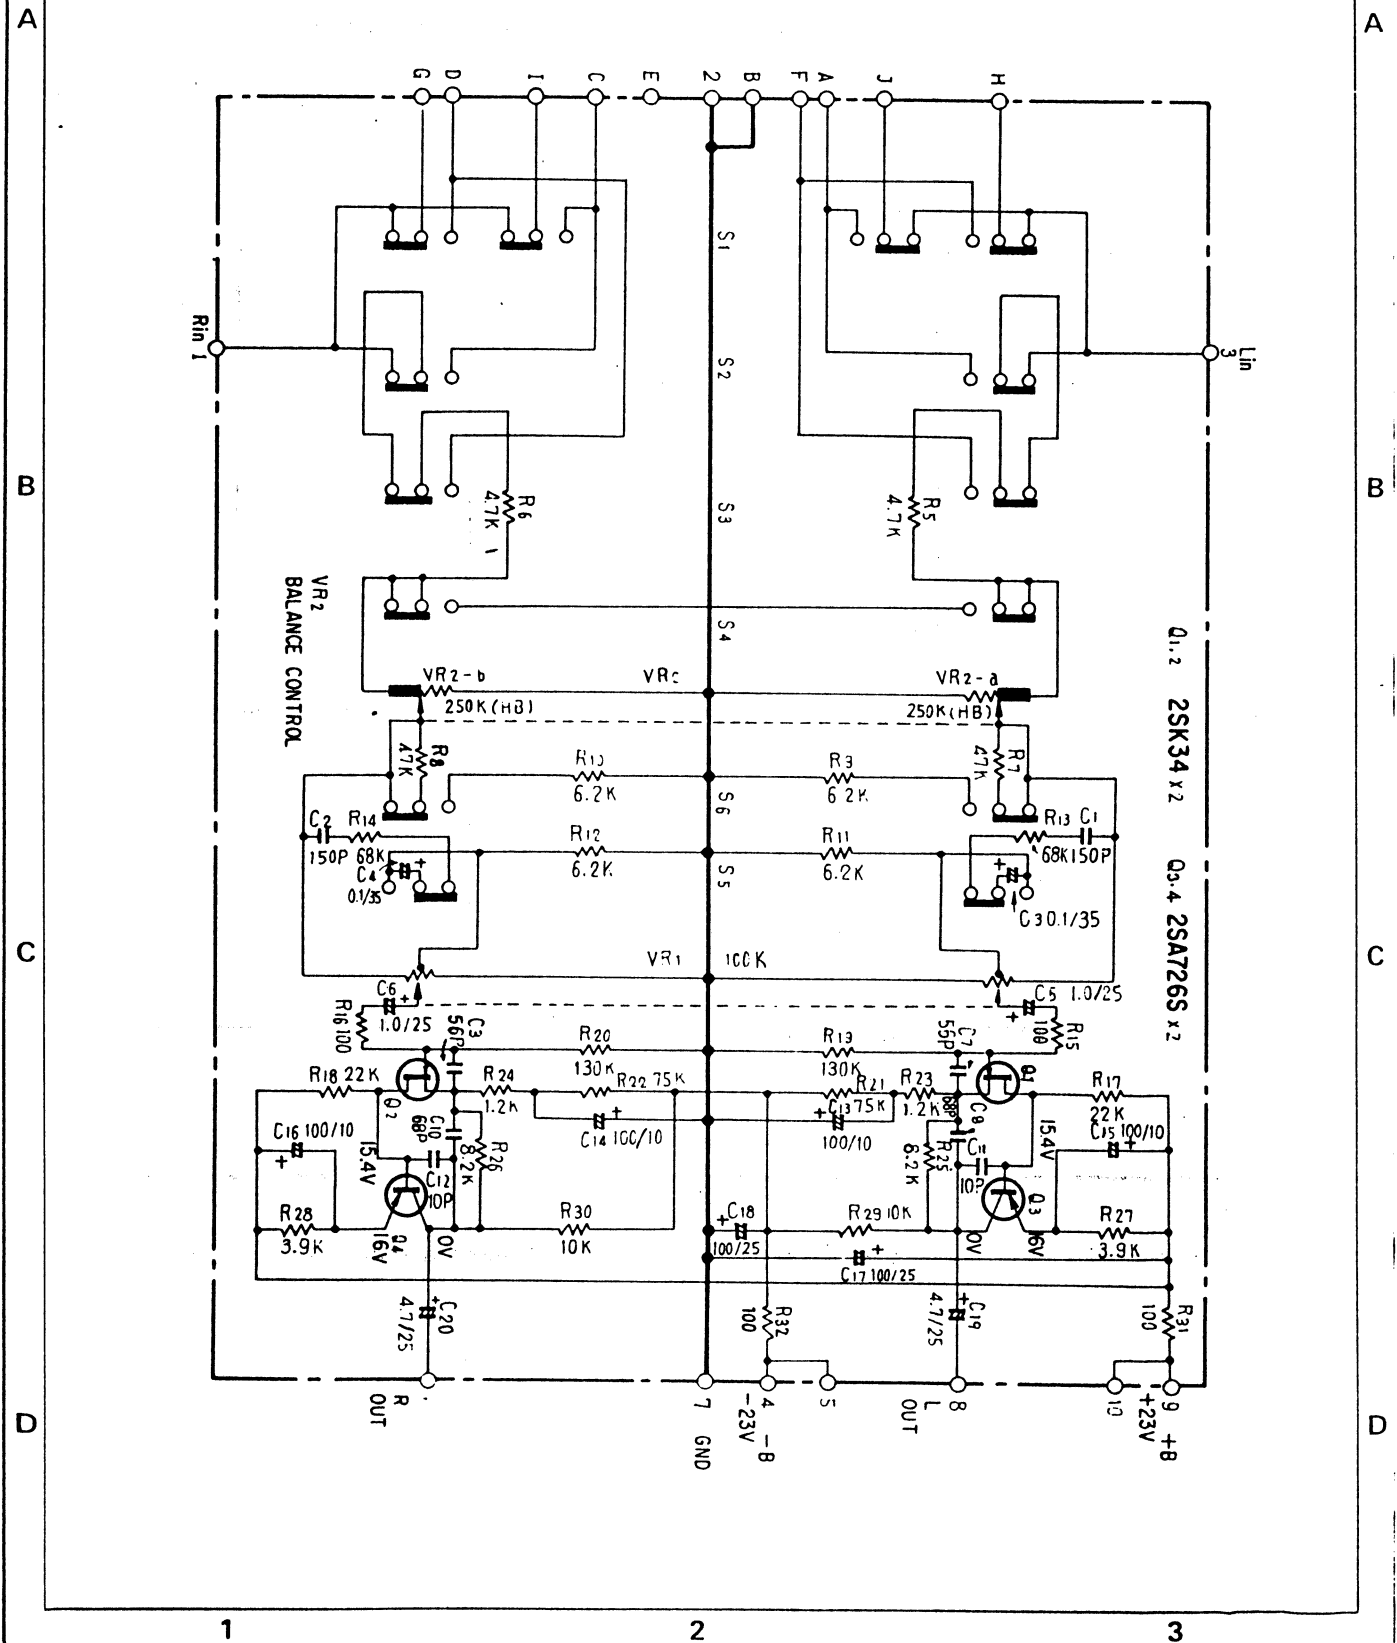 A
A
G
D
I
C
E
2
B
F
A
J
H
S1
Rin
1
3
Lin
S2
B
B
R6
4.7K
S3
R5
4.7K
VR2
BALANCE CONTROL
S4
Q1,2 2SK34 x2
Q3,4 2SA726S x2
VR2-b
250K(HB)
VR2-a
250K(HB)
R8
47K
R10
6.2K
R9
6.2K
R7
47K
S6
C2
150P
R14
68K
C4
0.1/35
R12
6.2K
R11
6.2K
S5
R13
68K
C1
150P
C3 0.1/35
C
C
VR1
100K
C6
1.0/25
C5
1.0/25
R16 100
R15
100
56P
R20
130K
R19
130K
C7
R18 22K
Q2
R24
1.2K
R22 75K
R21
75K
R23
1.2K
Q1
R17
22K
C16 100/10
C10
68P
R26
8.2K
C14 100/10
C13
100/10
68P
R25
8.2K
C11
10P
15.4V
C15 100/10
15.4V
C12
10P
Q3
R28
3.9K
Q4
16V
0V
R30
10K
C18
100/25
R29 10K
0V
16V
R27
3.9K
C17 100/25
C20
4.7/25
R32
100
C19
4.7/25
R31
100
R
OUT
7 GND
4 -B
-23V
5
8 L
OUT
10
9 +B
+23V
D
D
1
2
3